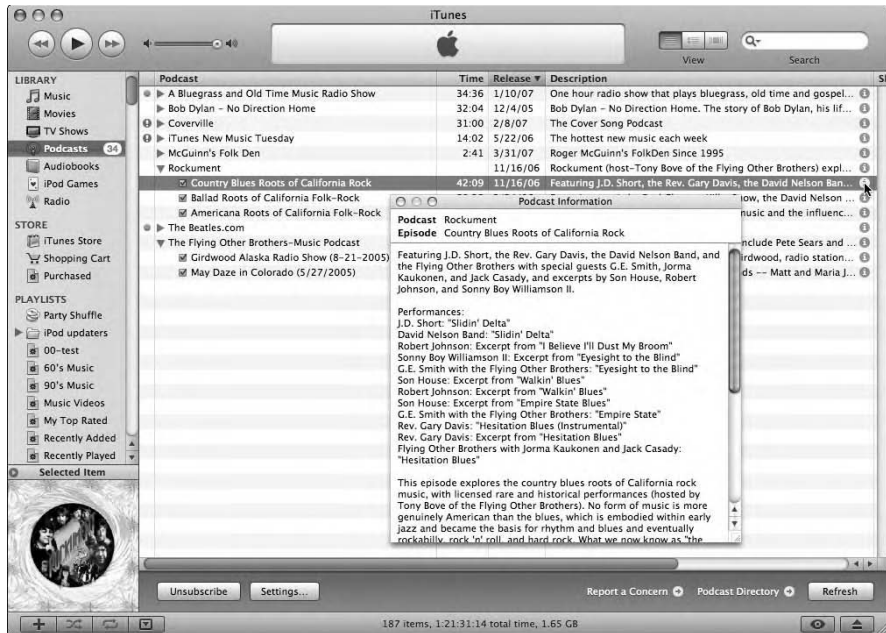 iTunes
View
Search
LIBRARY
Music
Movies
TV Shows
Podcasts 34
Audiobooks
iPod Games
Radio
STORE
iTunes Store
Shopping Cart
Purchased
PLAYLISTS
Party Shuffle
iPod updaters
00-test
60's Music
90's Music
Music Videos
My Top Rated
Recently Added
Recently Played
Selected Item
Podcast Time Release Description
A Bluegrass and Old Time Music Radio Show 34:36 1/10/07 One hour radio show that plays bluegrass, old time and gospel...
Bob Dylan - No Direction Home 32:04 12/4/05 Bob Dylan - No Direction Home. The story of Bob Dylan, his lif...
Coverville 31:00 2/8/07 The Cover Song Podcast
iTunes New Music Tuesday 14:02 5/22/06 The hottest new music each week
McGuinn's Folk Den 2:41 3/31/07 Roger McGuinn's FolkDen Since 1995
Rockument 11/16/06 Rockument (host-Tony Bove of the Flying Other Brothers) expl...
Country Blues Roots of California Rock 42:09 11/16/06 Featuring J.D. Short, the Rev. Gary Davis, the David Nelson Ban...
Ballad Roots of California Folk-Rock ow, the David Nelson ...
Americana Roots of California Folk-Rock usic and the influenc...
The Beatles.com
The Flying Other Brothers-Music Podcast nclude Pete Sears and ...
Girdwood Alaska Radio Show (8-21-2005) irdwood, radio station...
May Daze in Colorado (5/27/2005) ds -- Matt and Maria J...
Podcast Information
Podcast Rockument
Episode Country Blues Roots of California Rock
Featuring J.D. Short, the Rev. Gary Davis, the David Nelson Band, and
the Flying Other Brothers with special guests G.E. Smith, Jorma
Kaukonen, and Jack Casady, and excerpts by Son House, Robert
Johnson, and Sonny Boy Williamson II.
Performances:
J.D. Short: "Slidin' Delta"
David Nelson Band: "Slidin' Delta"
Robert Johnson: Excerpt from "I Believe I'll Dust My Broom"
Sonny Boy Williamson II: Excerpt from "Eyesight to the Blind"
G.E. Smith with the Flying Other Brothers: "Eyesight to the Blind"
Son House: Excerpt from "Walkin' Blues"
Robert Johnson: Excerpt from "Walkin' Blues"
Son House: Excerpt from "Empire State Blues"
G.E. Smith with the Flying Other Brothers: "Empire State"
Rev. Gary Davis: "Hesitation Blues (Instrumental)"
Rev. Gary Davis: Excerpt from "Hesitation Blues"
Flying Other Brothers with Jorma Kaukonen and Jack Casady:
"Hesitation Blues"
This episode explores the country blues roots of California rock
music, with licensed rare and historical performances (hosted by
Tony Bove of the Flying Other Brothers). No form of music is more
genuinely American than the blues, which is embodied within early
jazz and became the basis for rhythm and blues and eventually
rockabilly, rock 'n' roll, and hard rock. What we now know as "the
Unsubscribe
Settings...
Report a Concern
Podcast Directory
Refresh
187 items, 1:21:31:14 total time, 1.65 GB